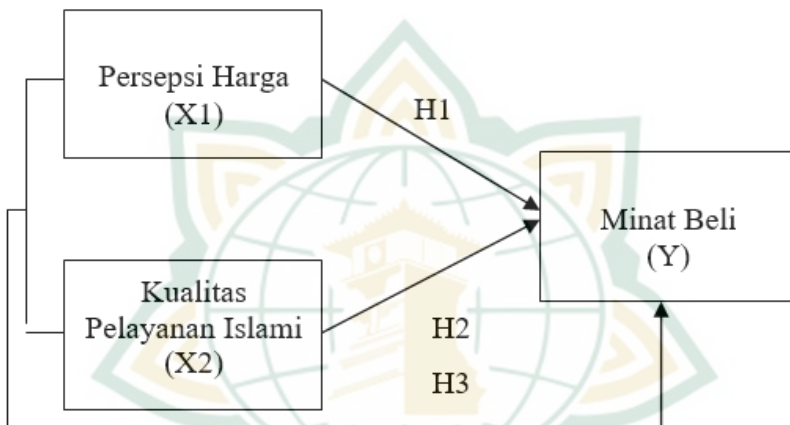 Persepsi Harga
(X1)
H1
Minat Beli
(Y)
Kualitas
Pelayanan Islami
(X2)
H2
H3